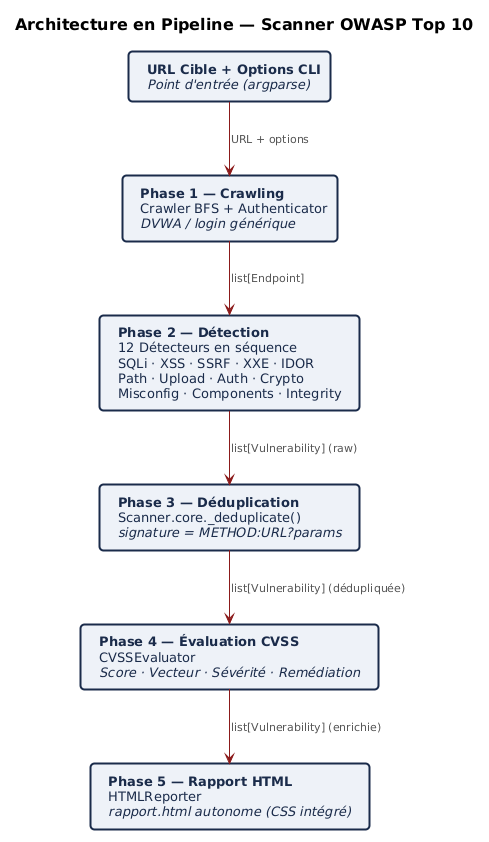 Architecture en Pipeline — Scanner OWASP Top 10
URL Cible + Options CLI
Point d'entrée (argparse)
URL + options
Phase 1 — Crawling
Crawler BFS + Authenticator
DVWA / login générique
list[Endpoint]
Phase 2 — Détection
12 Détecteurs en séquence
SQLi · XSS · SSRF · XXE · IDOR
Path · Upload · Auth · Crypto
Misconfig · Components · Integrity
list[Vulnerability] (raw)
Phase 3 — Déduplication
Scanner.core._deduplicate()
signature = METHOD:URL?params
list[Vulnerability] (dédupliquée)
Phase 4 — Évaluation CVSS
CVSSEvaluator
Score · Vecteur · Sévérité · Remédiation
list[Vulnerability] (enrichie)
Phase 5 — Rapport HTML
HTMLReporter
rapport.html autonome (CSS intégré)